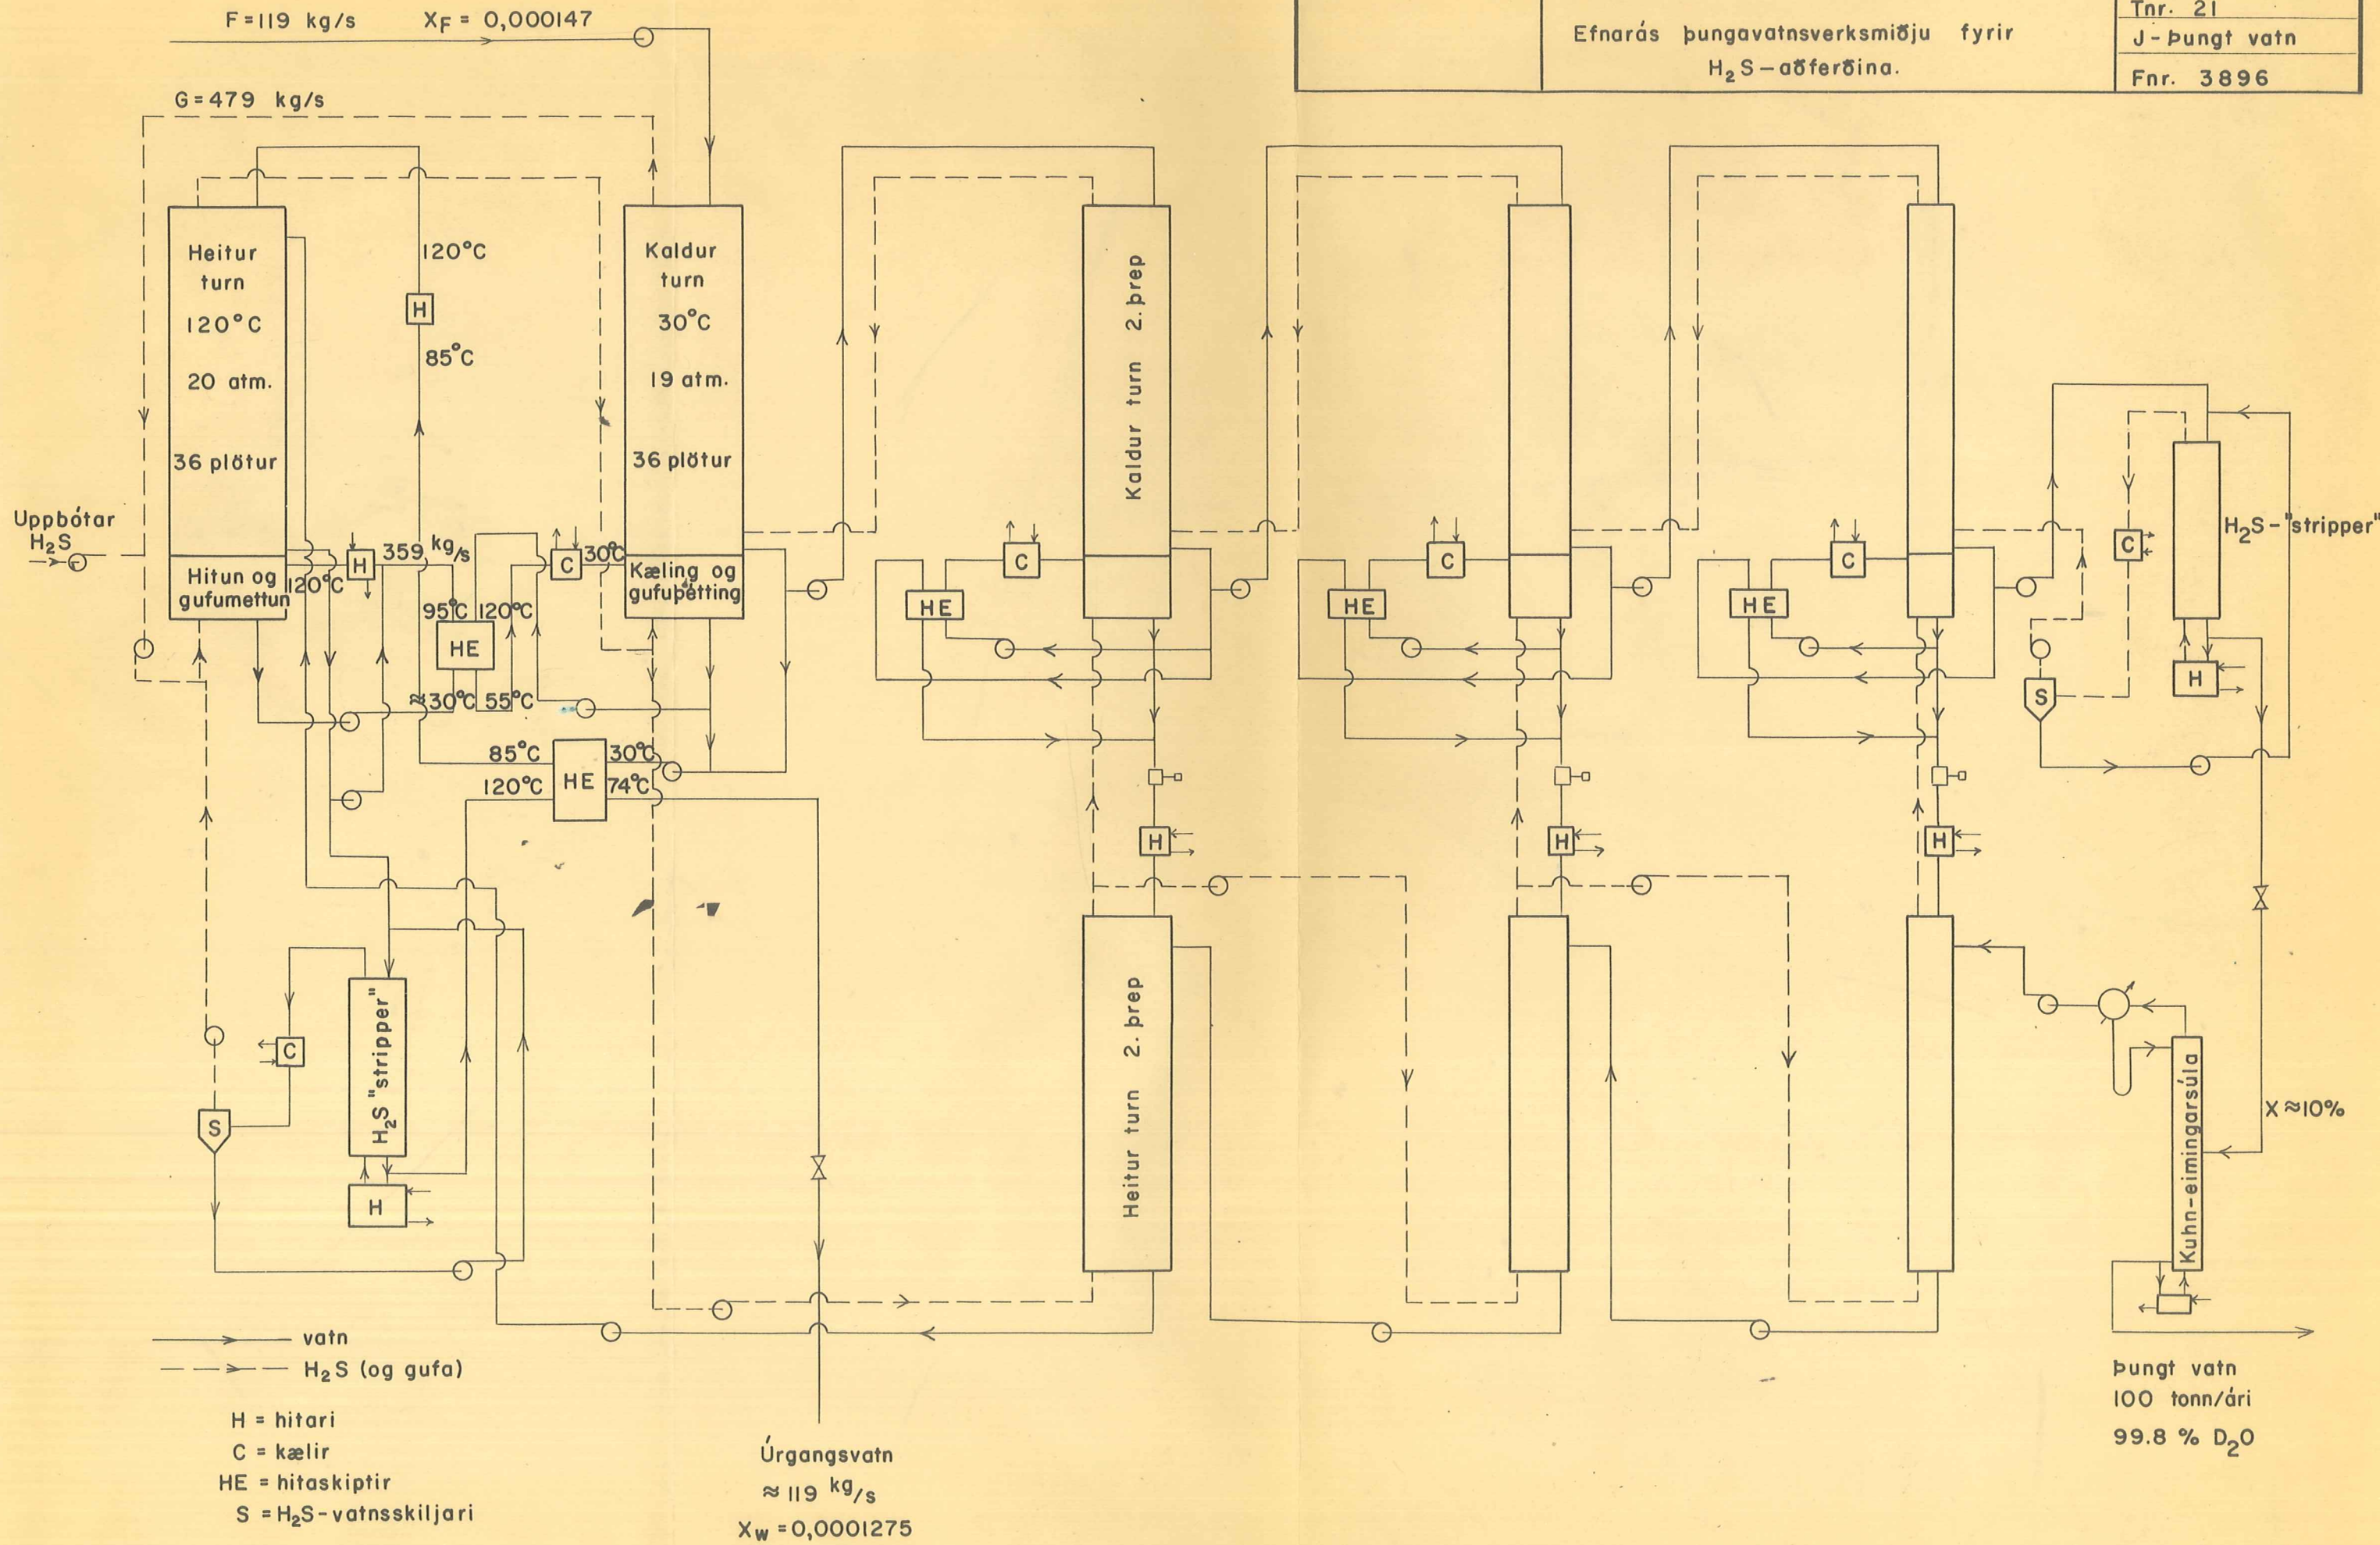 F=119 kg/s X_F = 0,000147
Efnarás þungavatnsverksmiðju fyrir
H₂S-aðferðina.
Tnr. 21
J-Þungt vatn
Fnr. 3896
G=479 kg/s
Heitur
turn
120°C
20 atm.
36 plötur
Hitun og
gufumettun
120°C
H
85°C
Kaldur
turn
30°C
19 atm.
36 plötur
Kæling og
gufuþétting
Uppbótar
H₂S
120°C
H
359 kg/s
C
30°C
95°C
120°C
HE
≈30°C
55°C
85°C
30°C
HE
120°C
74°C
Kaldur turn 2. þrep
C
HE
H
C
HE
H
C
HE
H
C
H₂S-"stripper"
H
S
H₂S "stripper"
C
S
H
Heitur turn 2. þrep
Kuhn-eimingarsúla
X≈10%
vatn
H₂S (og gufa)
H = hitari
C = kælir
HE = hitaskiptir
S = H₂S-vatnsskiljari
Úrgangsvatn
≈119 kg/s
X_W =0,0001275
Þungt vatn
100 tonn/ári
99.8 % D₂O